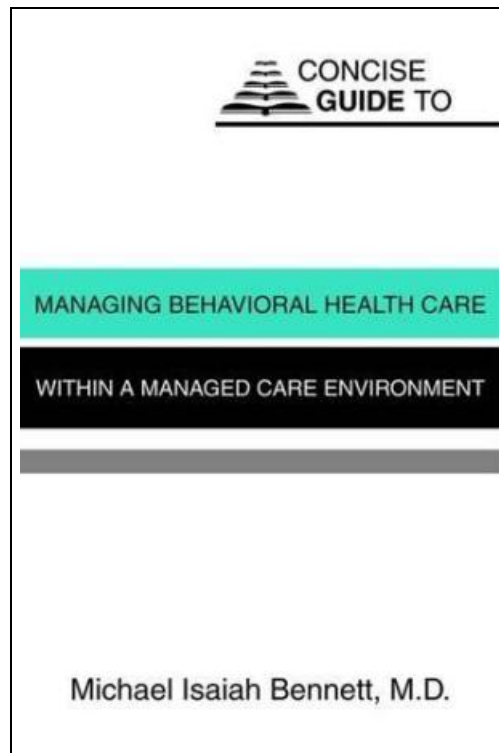 CONCISE
GUIDE TO
MANAGING BEHAVIORAL HEALTH CARE
WITHIN A MANAGED CARE ENVIRONMENT
Michael Isaiah Bennett, M.D.